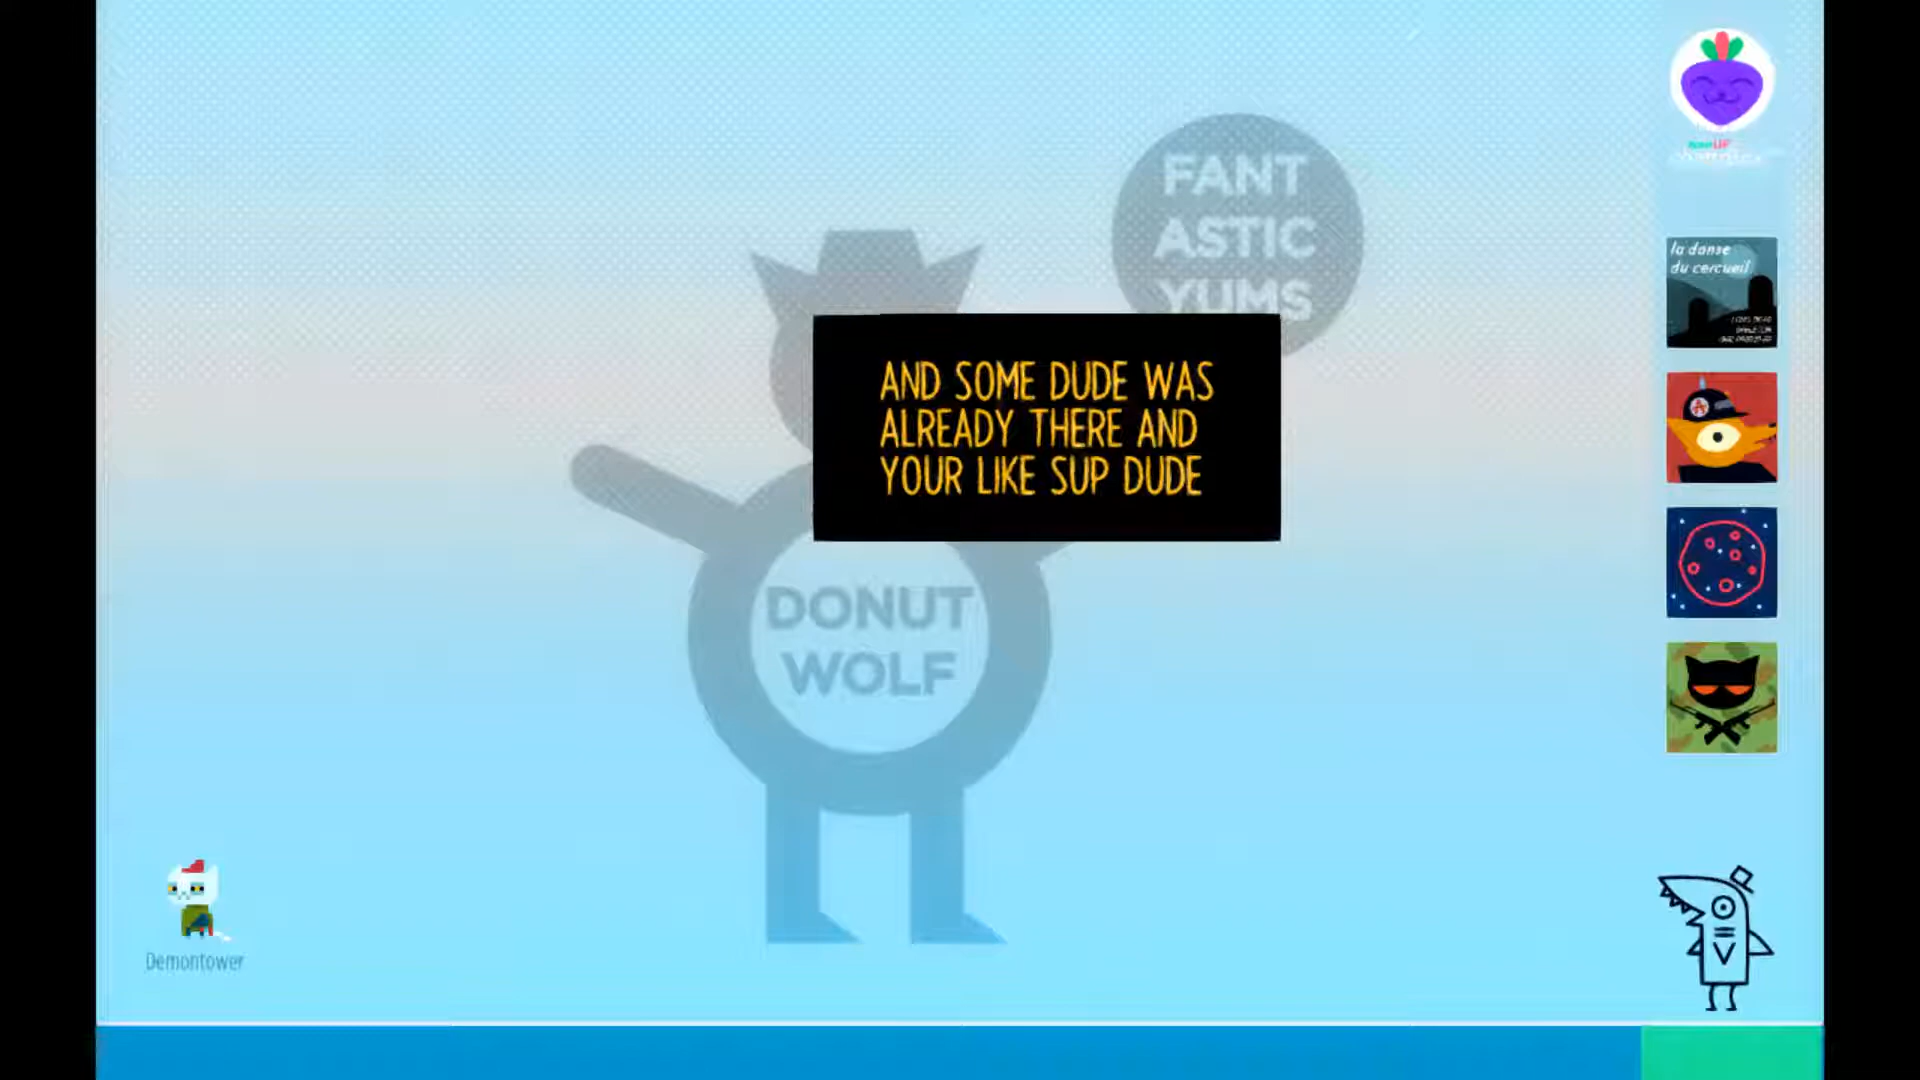 FANT
ASTIC
YUMS
la danse
du cercueil
AND SOME DUDE WAS
ALREADY THERE AND
YOUR LIKE SUP DUDE
DONUT
WOLF
Demontower